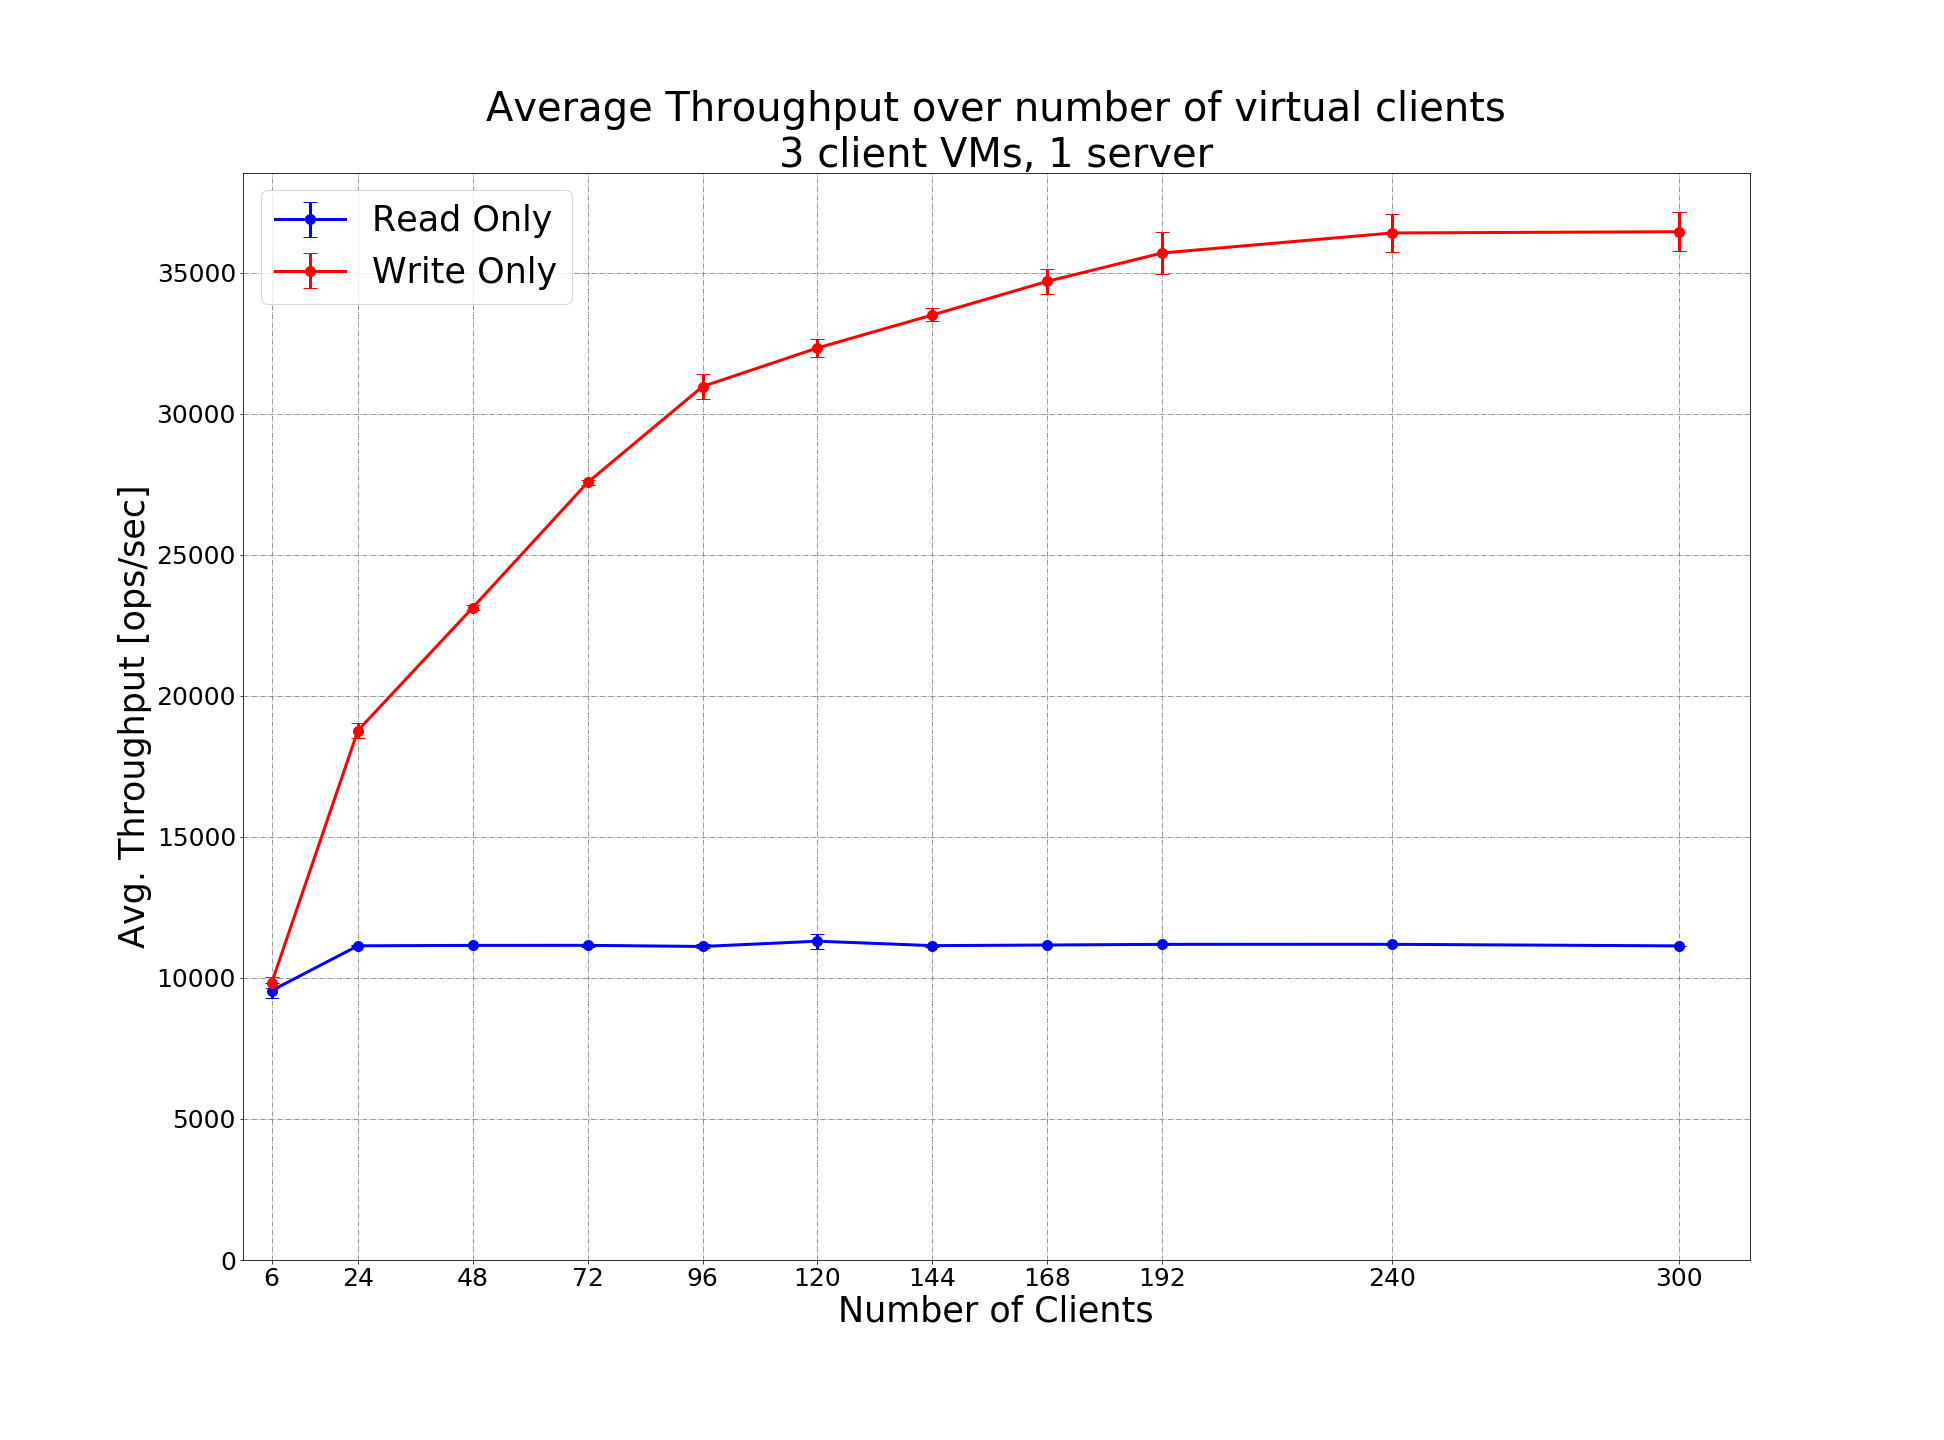 Average Throughput over number of virtual clients
3 client VMs, 1 server
Read Only
Write Only
Avg. Throughput [ops/sec]
35000
30000
25000
20000
15000
10000
5000
0
6 24 48 72 96 120 144 168 192 240 300
Number of Clients